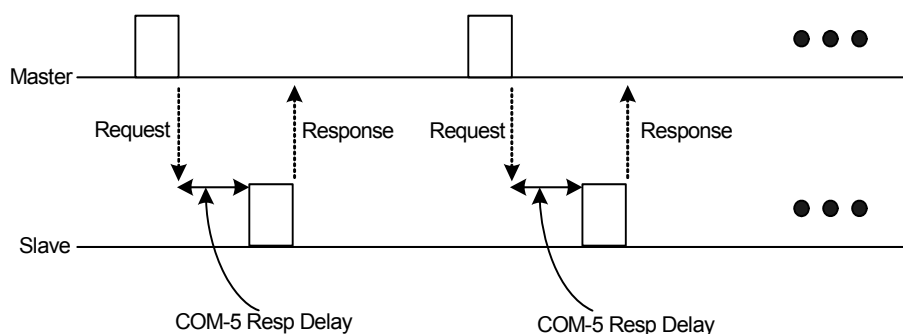 Master
Request
Response
Request
Response
Slave
COM-5 Resp Delay
COM-5 Resp Delay